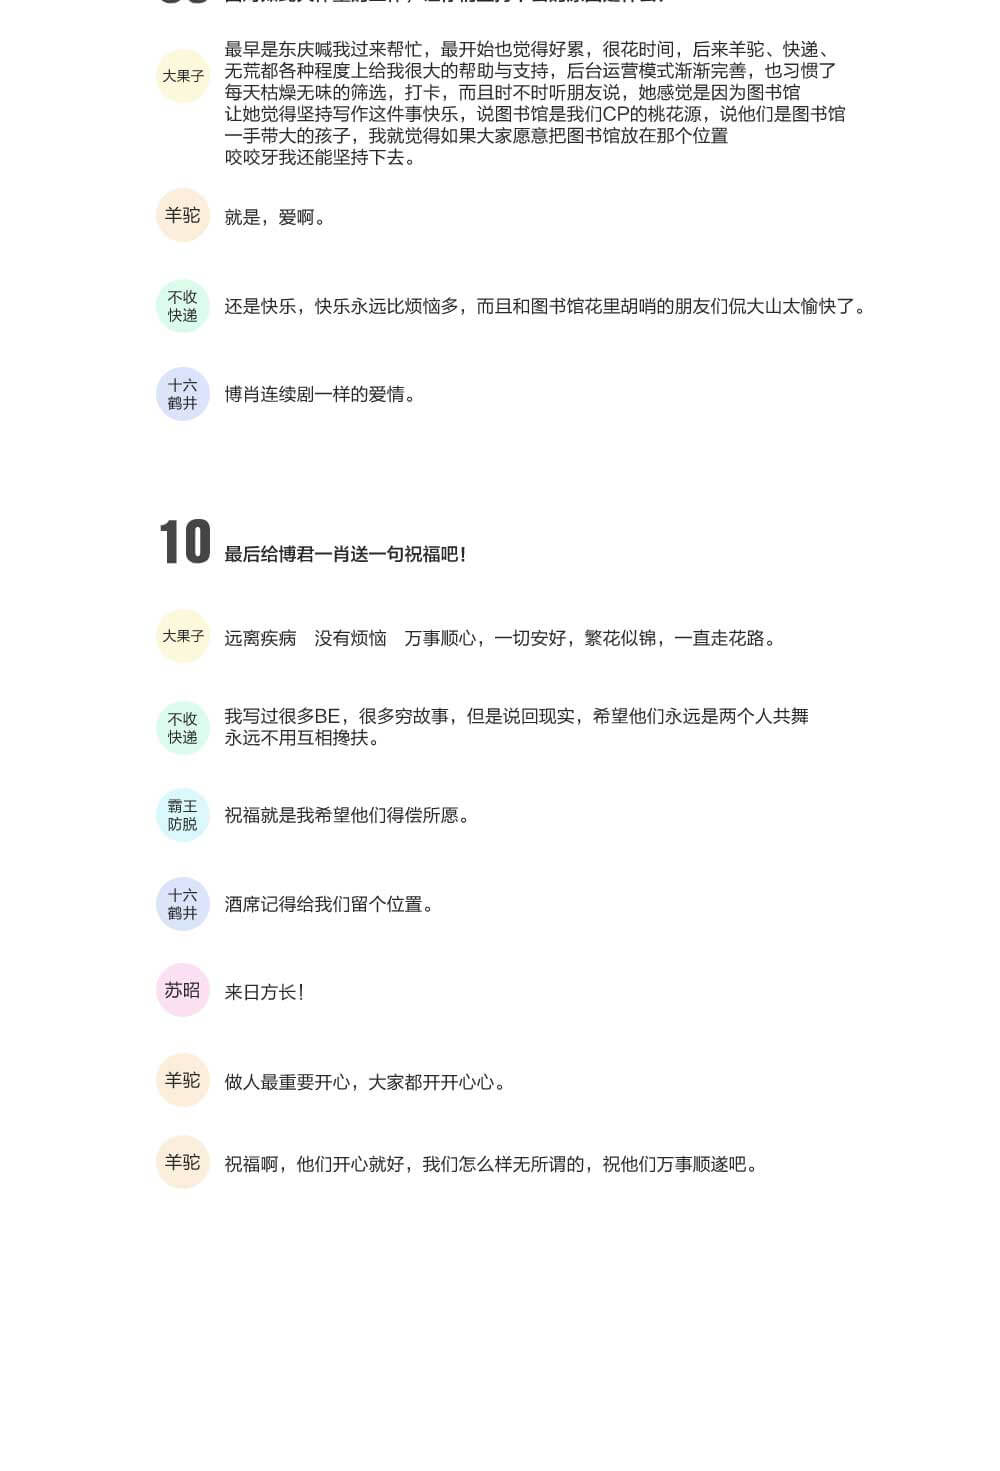 大果子
最早是东庆喊我过来帮忙，最开始也觉得好累，很花时间，后来羊驼、快递、
无荒都各种程度上给我很大的帮助与支持，后台运营模式渐渐完善，也习惯了
每天枯燥无味的筛选，打卡，而且时不时听朋友说，她感觉是因为图书馆
让她觉得坚持写作这件事快乐，说图书馆是我们CP的桃花源，说他们是图书馆
一手带大的孩子，我就觉得如果大家愿意把图书馆放在那个位置
咬咬牙我还能坚持下去。
羊驼
就是，爱啊。
不收
快递
还是快乐，快乐永远比烦恼多，而且和图书馆花里胡哨的朋友们侃大山太愉快了。
十六
鹤井
博肖连续剧一样的爱情。
10
最后给博君一肖送一句祝福吧！
大果子
远离疾病 没有烦恼 万事顺心，一切安好，繁花似锦，一直走花路。
不收
快递
我写过很多BE，很多穷故事，但是说回现实，希望他们永远是两个人共舞
永远不用互相搀扶。
霸王
防脱
祝福就是我希望他们得偿所愿。
十六
鹤井
酒席记得给我们留个位置。
苏昭
来日方长！
羊驼
做人最重要开心，大家都开开心心。
羊驼
祝福啊，他们开心就好，我们怎么样无所谓的，祝他们万事顺遂吧。